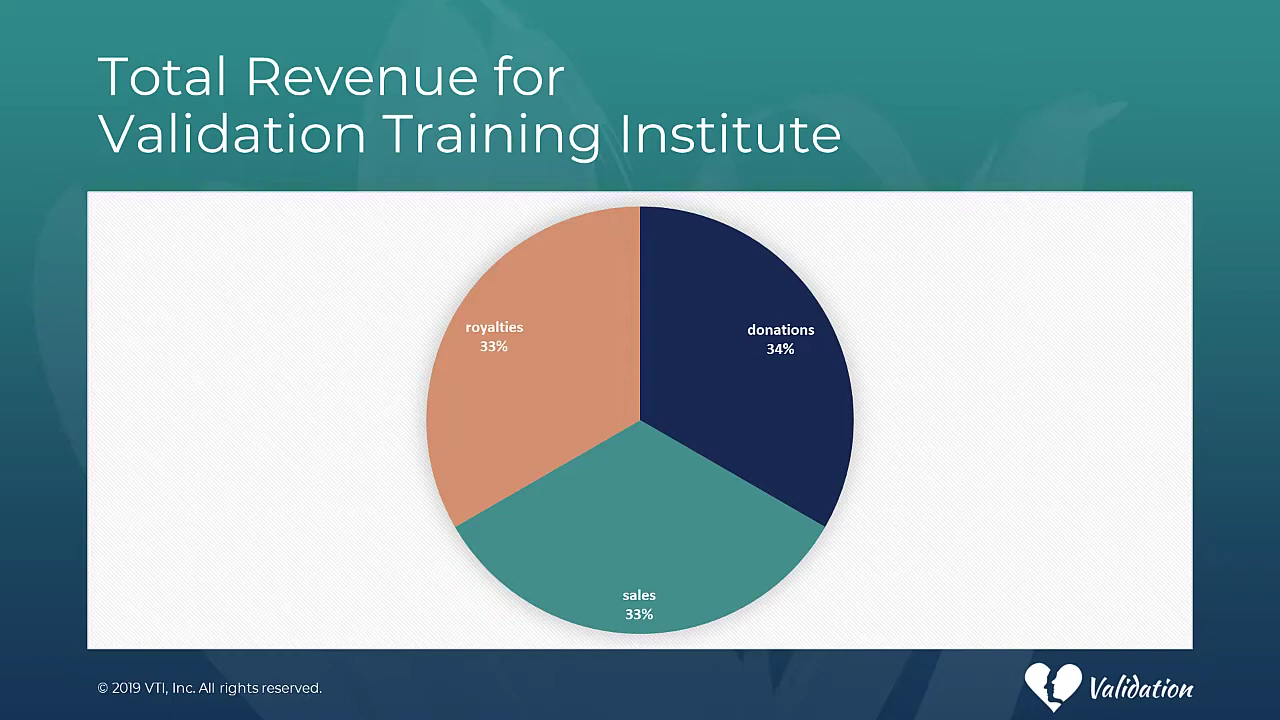 Total Revenue for
Validation Training Institute
royalties
33%
donations
34%
sales
33%
© 2019 VTI, Inc. All rights reserved.
Validation